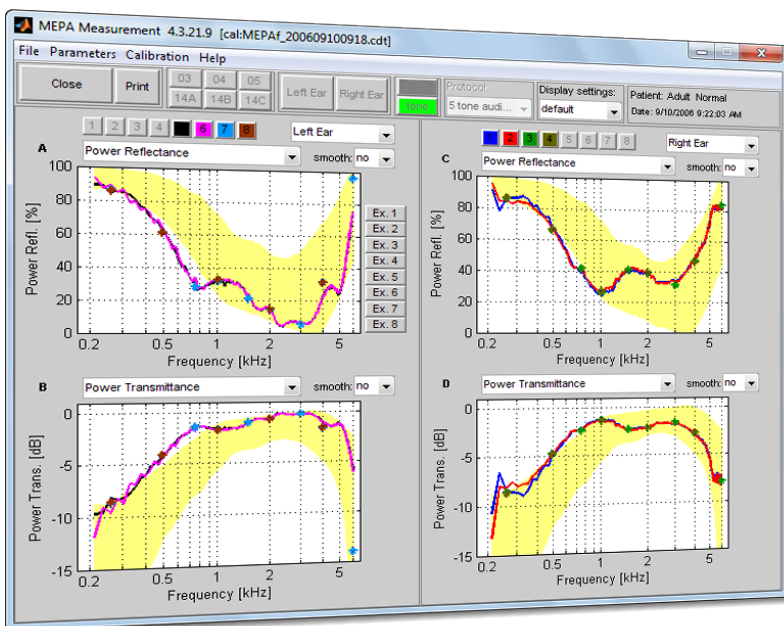 MEPA Measurement 4.3.21.9 [cal:MEPAf_200609100918.cdt]
File Parameters Calibration Help
Close
Print
03 04 05
14A 14B 14C
Left Ear
Right Ear
tone
Protocol:
5 tone audi...
Display settings:
default
Patient: Adult Normal
Date: 9/10/2006 9:22:03 AM
1 2 3 4 6 7 8
Left Ear
A
Power Reflectance
smooth: no
Power Refl. [%]
100
80
60
40
20
0
0.2 0.5 1 2 5
Frequency [kHz]
Ex. 1
Ex. 2
Ex. 3
Ex. 4
Ex. 5
Ex. 6
Ex. 7
Ex. 8
B
Power Transmittance
smooth: no
Power Trans. [dB]
0
-5
-10
-15
0.2 0.5 1 2 5
Frequency [kHz]
1 2 3 4 5 6 7 8
Right Ear
C
Power Reflectance
smooth: no
Power Refl. [%]
100
80
60
40
20
0
0.2 0.5 1 2 5
Frequency [kHz]
D
Power Transmittance
smooth: no
Power Trans. [dB]
0
-5
-10
-15
0.2 0.5 1 2 5
Frequency [kHz]